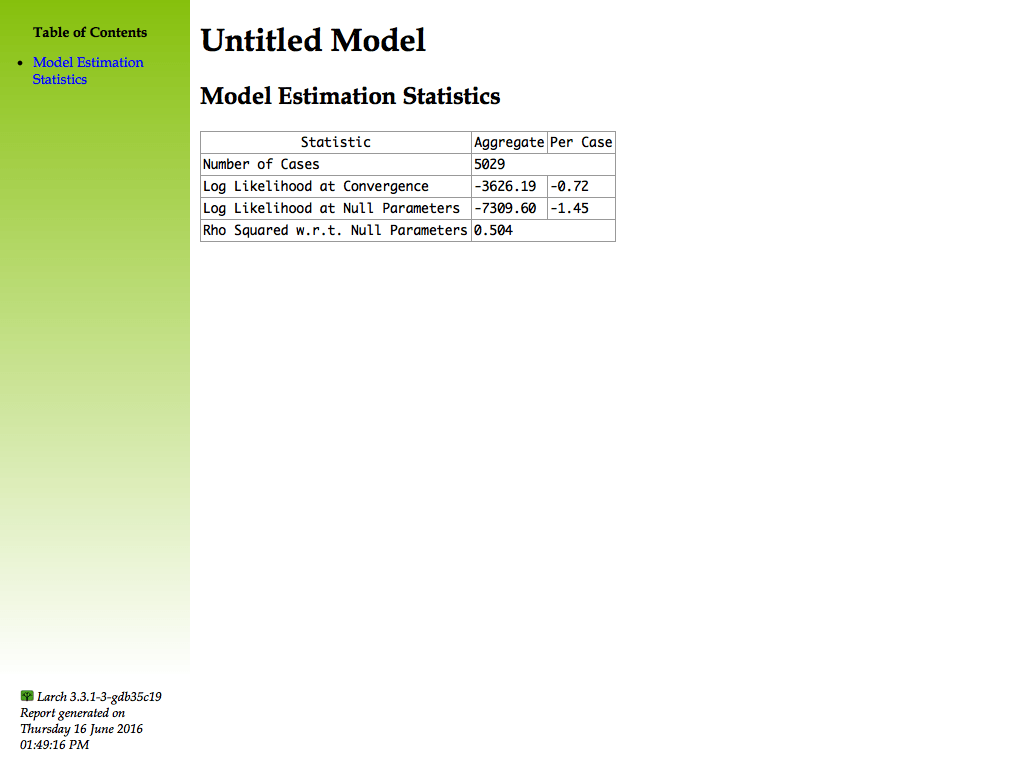 Table of Contents
• Model Estimation
Statistics
Untitled Model
Model Estimation Statistics
Statistic Aggregate Per Case
Number of Cases 5029
Log Likelihood at Convergence -3626.19 -0.72
Log Likelihood at Null Parameters -7309.60 -1.45
Rho Squared w.r.t. Null Parameters 0.504
Larch 3.3.1-3-gdb35c19
Report generated on
Thursday 16 June 2016
01:49:16 PM